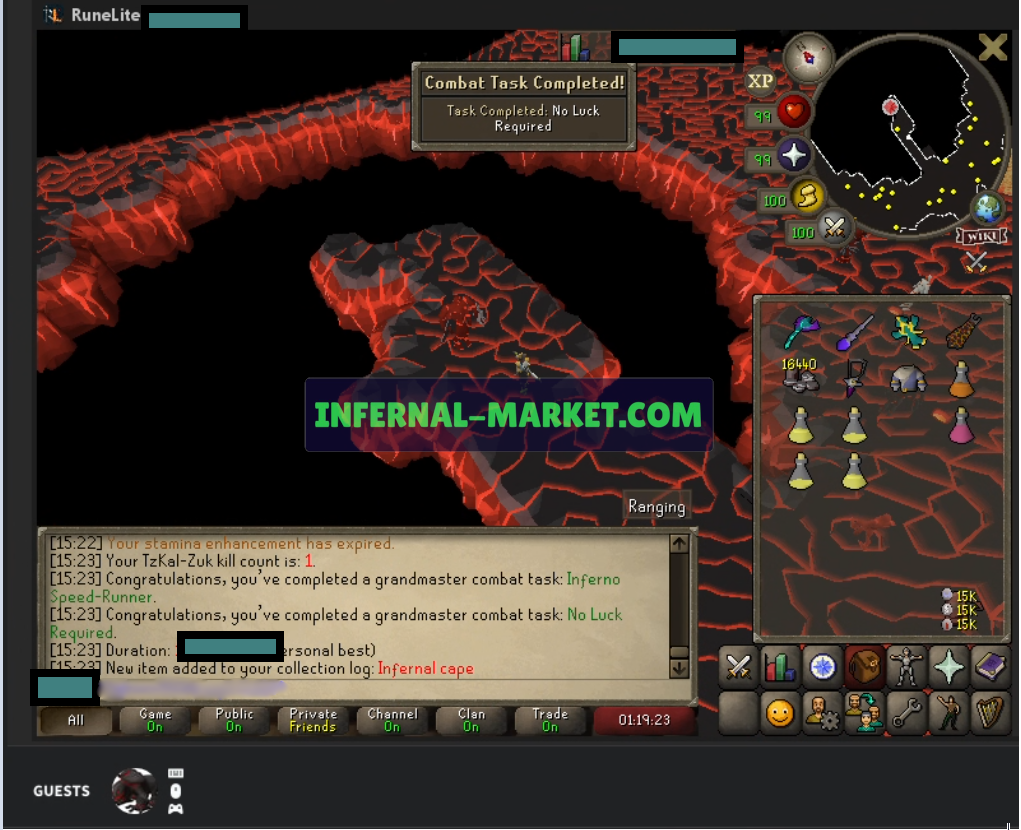 RuneLite
Combat Task Completed!
Task Completed: No Luck
Required
XP
99
99
100
100
WIKI
16440
INFERNAL-MARKET.COM
Ranging
[15:22] Your stamina enhancement has expired.
[15:23] Your TzKal-Zuk kill count is: 1.
[15:23] Congratulations, you've completed a grandmaster combat task: Inferno
Speed-Runner.
[15:23] Congratulations, you've completed a grandmaster combat task: No Luck
Required.
[15:23] Duration: ersonal best)
[15:23] New item added to your collection log: Infernal cape
15K
15K
15K
All
Game
On
Public
On
Private
Friends
Channel
On
Clan
On
Trade
On
01:19:23
GUESTS